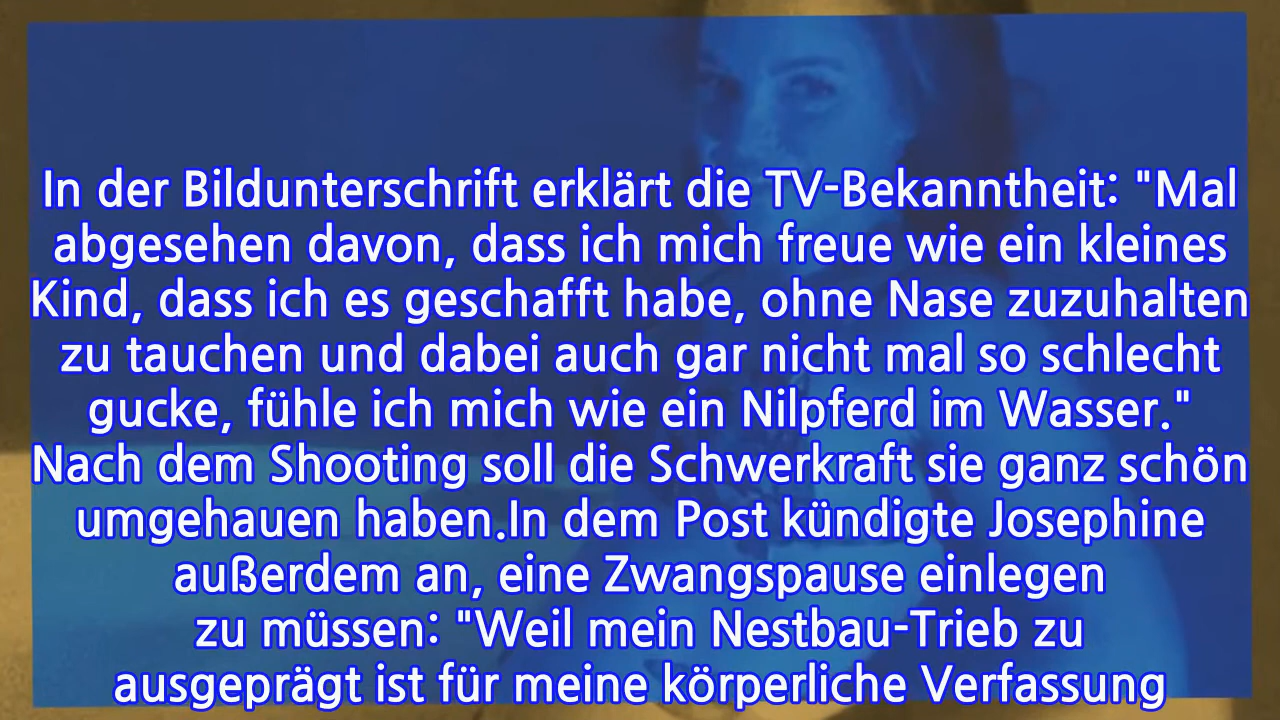 In der Bildunterschrift erklärt die TV-Bekanntheit: "Mal
abgesehen davon, dass ich mich freue wie ein kleines
Kind, dass ich es geschafft habe, ohne Nase zuzuhalten
zu tauchen und dabei auch gar nicht mal so schlecht
gucke, fühle ich mich wie ein Nilpferd im Wasser."
Nach dem Shooting soll die Schwerkraft sie ganz schön
umgehauen haben.In dem Post kündigte Josephine
außerdem an, eine Zwangspause einlegen
zu müssen: "Weil mein Nestbau-Trieb zu
ausgeprägt ist für meine körperliche Verfassung